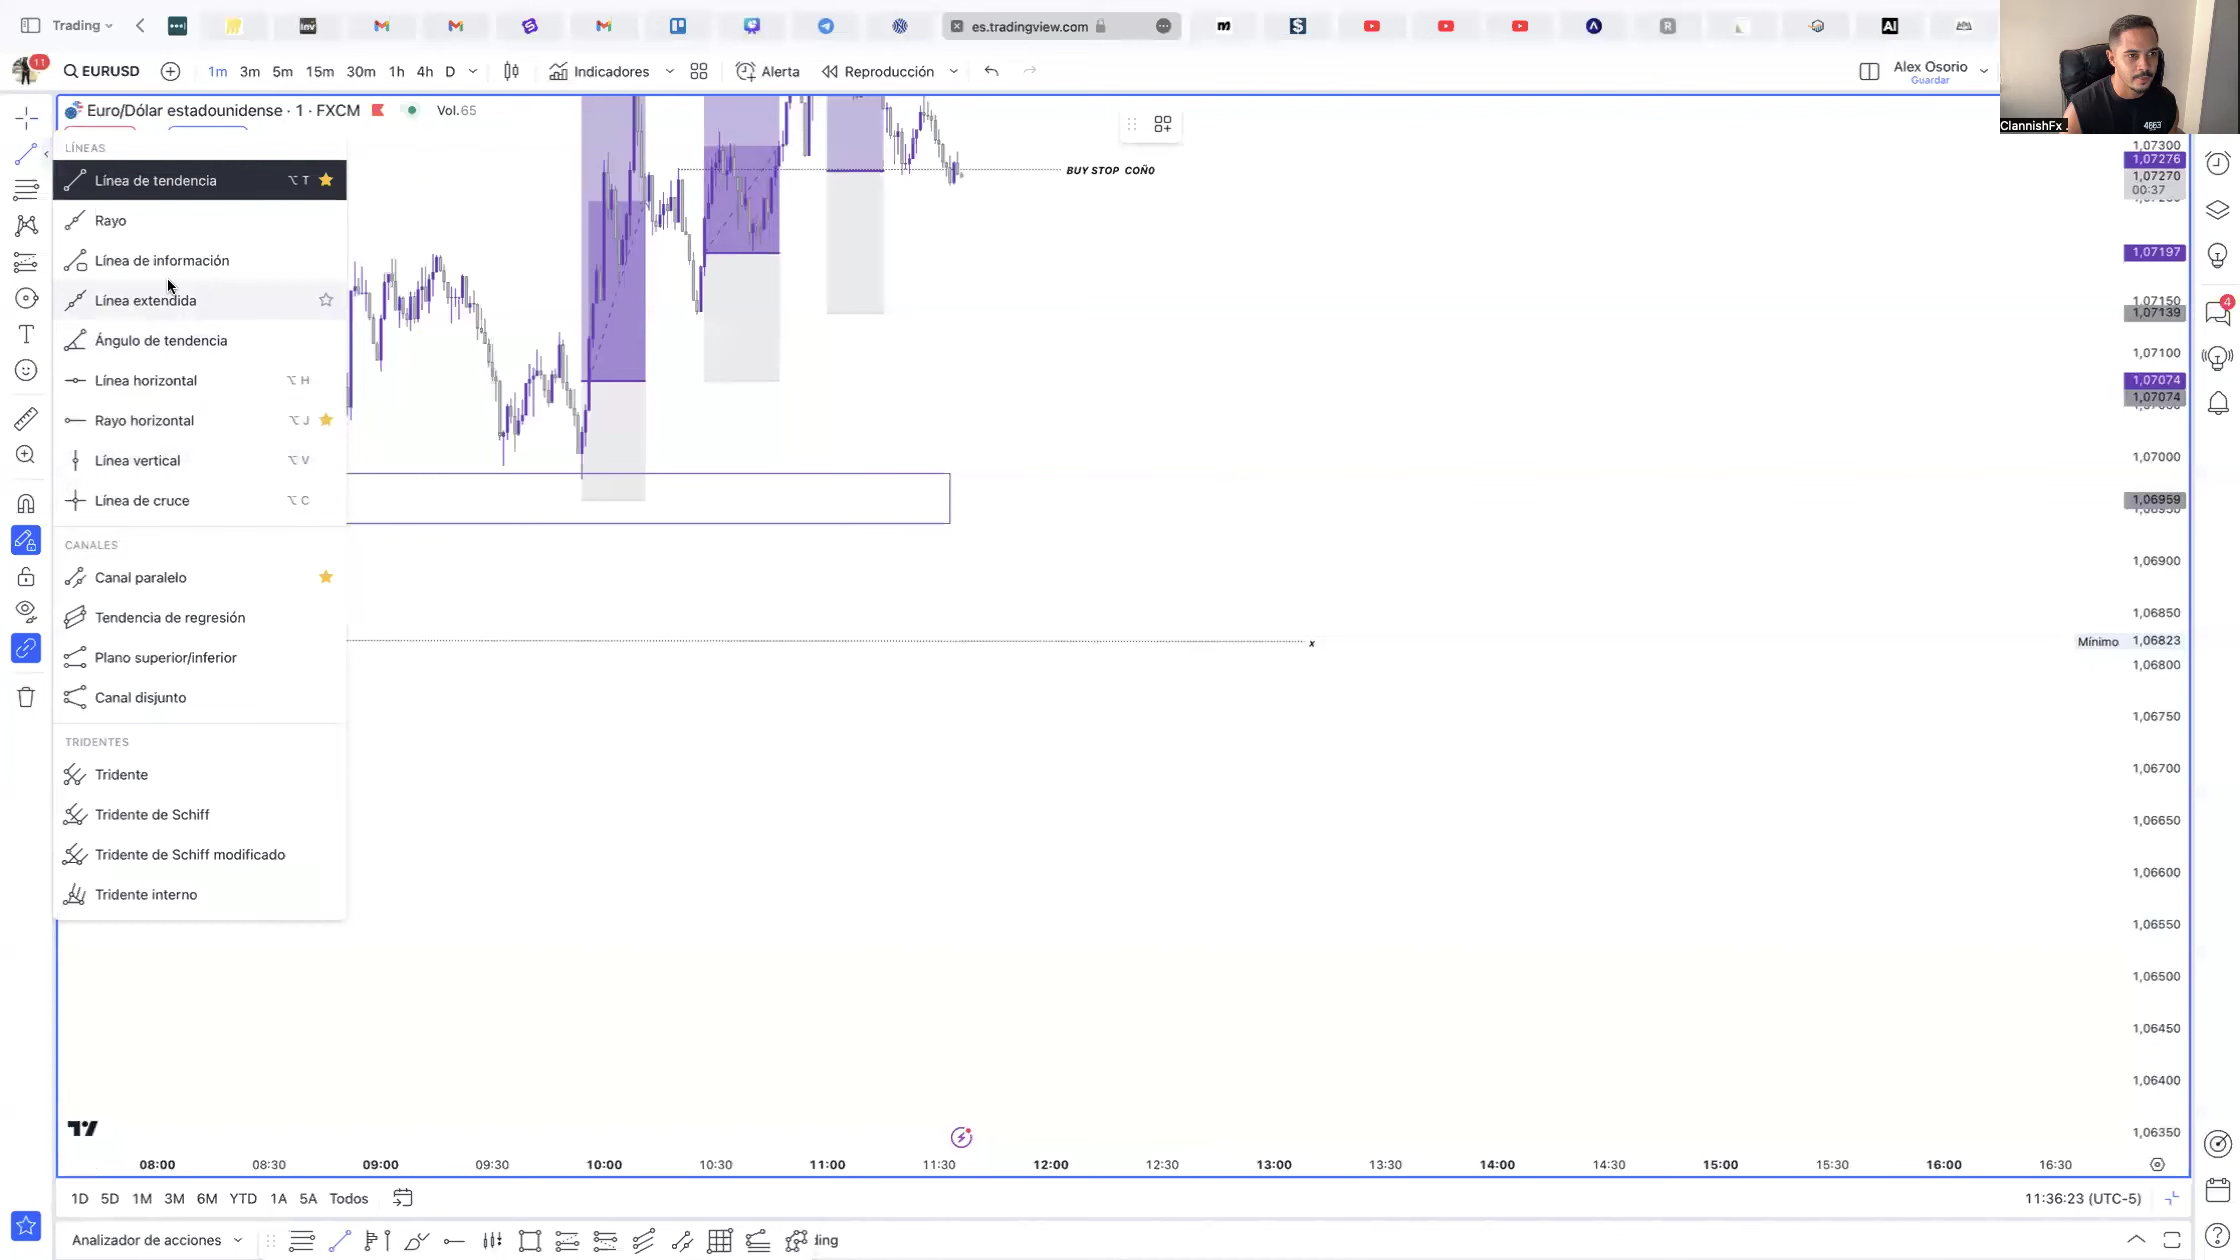 Trading
es.tradingview.com
inv
m
$
R
AI
11
EURUSD
1m 3m 5m 15m 30m 1h 4h D
Indicadores
Alerta
Reproducción
Alex Osorio
Guardar
4863
ClannishFx .
Euro/Dólar estadounidense · 1 · FXCM
Vol.65
LÍNEAS
Línea de tendencia ⌥ T
Rayo
Línea de información
Línea extendida
Ángulo de tendencia
Línea horizontal ⌥ H
Rayo horizontal ⌥ J
Línea vertical ⌥ V
Línea de cruce ⌥ C
CANALES
Canal paralelo
Tendencia de regresión
Plano superior/inferior
Canal disjunto
TRIDENTES
Tridente
Tridente de Schiff
Tridente de Schiff modificado
Tridente interno
BUY STOP COÑ0
x
1,07300
1,07276
1,07270
00:37
1,07197
1,07150
1,07139
1,07100
1,07074
1,07074
1,07000
1,06959
1,06900
1,06850
Mínimo 1,06823
1,06800
1,06750
1,06700
1,06650
1,06600
1,06550
1,06500
1,06450
1,06400
1,06350
4
08:00 08:30 09:00 09:30 10:00 10:30 11:00 11:30 12:00 12:30 13:00 13:30 14:00 14:30 15:00 15:30 16:00 16:30
1D 5D 1M 3M 6M YTD 1A 5A Todos
11:36:23 (UTC-5)
Analizador de acciones
ding